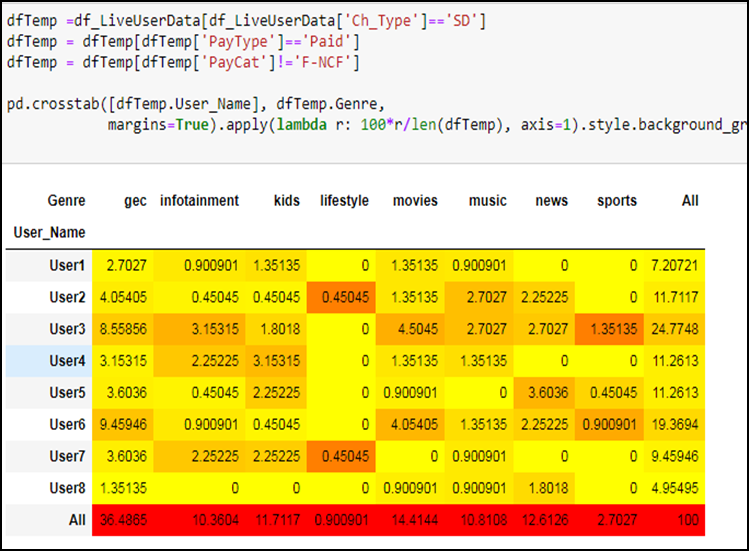 dfTemp =df_LiveUserData[df_LiveUserData['Ch_Type']=='SD']
dfTemp = dfTemp[dfTemp['PayType']=='Paid']
dfTemp = dfTemp[dfTemp['PayCat']!='F-NCF']
pd.crosstab([dfTemp.User_Name], dfTemp.Genre,
margins=True).apply(lambda r: 100*r/len(dfTemp), axis=1).style.background_gr
Genre gec infotainment kids lifestyle movies music news sports All
User_Name
User1 2.7027 0.900901 1.35135 0 1.35135 0.900901 0 0 7.20721
User2 4.05405 0.45045 0.45045 0.45045 1.35135 2.7027 2.25225 0 11.7117
User3 8.55856 3.15315 1.8018 0 4.5045 2.7027 2.7027 1.35135 24.7748
User4 3.15315 2.25225 3.15315 0 1.35135 1.35135 0 0 11.2613
User5 3.6036 0.45045 2.25225 0 0.900901 0 3.6036 0.45045 11.2613
User6 9.45946 0.900901 0.45045 0 4.05405 1.35135 2.25225 0.900901 19.3694
User7 3.6036 2.25225 2.25225 0.45045 0 0.900901 0 0 9.45946
User8 1.35135 0 0 0 0.900901 0.900901 1.8018 0 4.95495
All 36.4865 10.3604 11.7117 0.900901 14.4144 10.8108 12.6126 2.7027 100